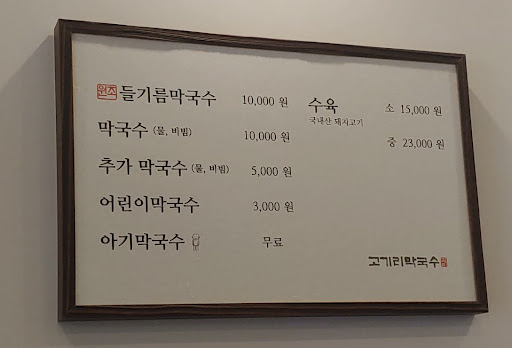 원조 들기름막국수 10,000 원
막국수 (물, 비빔) 10,000 원
추가 막국수 (물, 비빔) 5,000 원
어린이막국수 3,000 원
아기막국수 무료
수육 소 15,000 원
국내산 돼지고기
중 23,000 원
고기리막국수